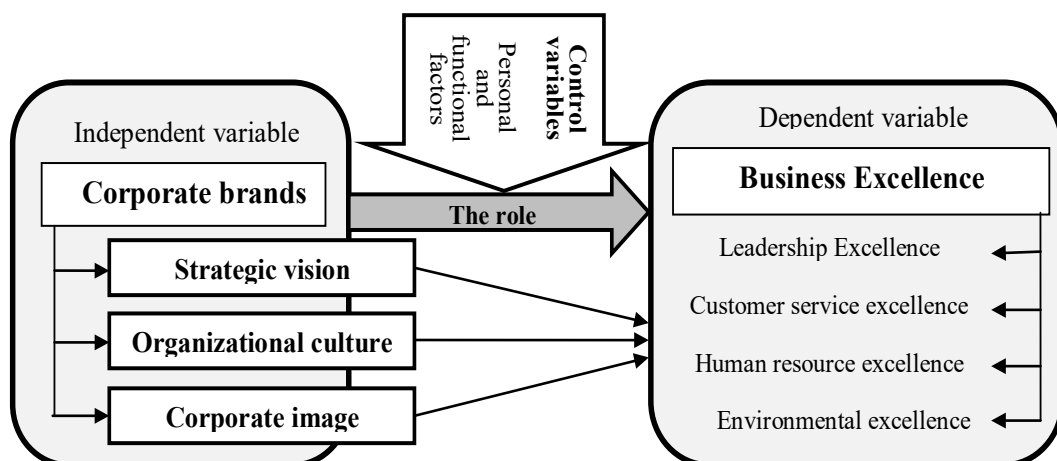 Control
variables
Personal
and
functional
factors
Independent variable
Corporate brands
The role
Strategic vision
Organizational culture
Corporate image
Dependent variable
Business Excellence
Leadership Excellence
Customer service excellence
Human resource excellence
Environmental excellence